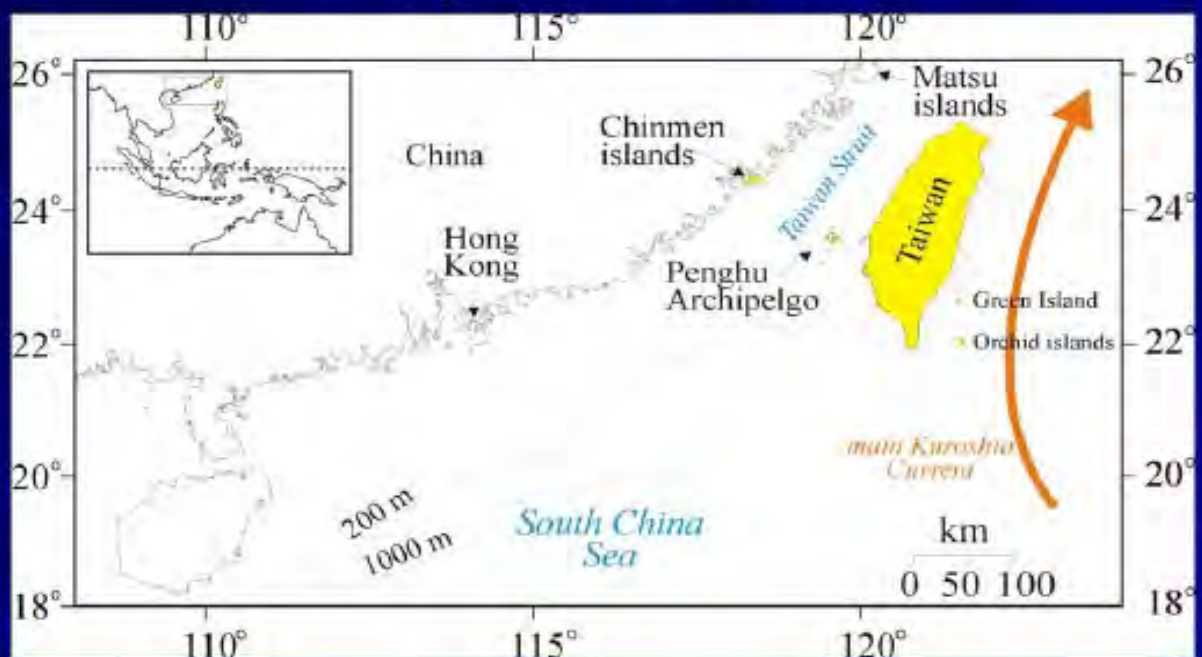 110°
115°
120°
26°
26°
Matsu
islands
Chinmen
islands
China
Taiwan Strait
24°
24°
Taiwan
Hong
Kong
Penghu
Archipelgo
Green Island
Orchid islands
22°
22°
main Kuroshio
Current
20°
20°
200 m
1000 m
South China
Sea
km
0 50 100
18°
18°
110°
115°
120°